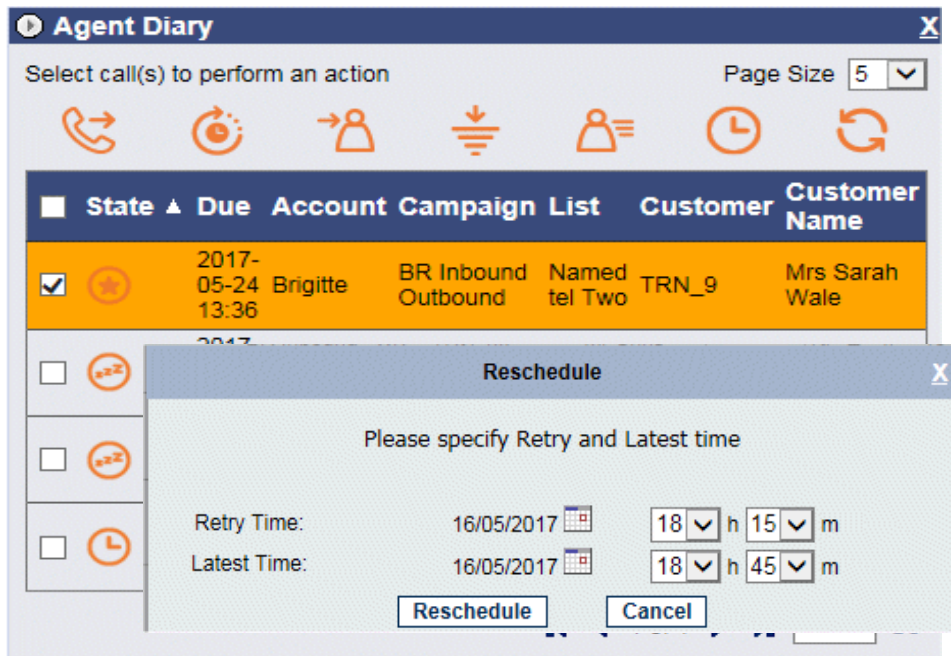 Agent Diary X
Select call(s) to perform an action Page Size 5
State ▲ Due Account Campaign List Customer Customer Name
2017-
05-24
13:36
Brigitte
BR Inbound
Outbound
Named
tel Two
TRN_9
Mrs Sarah
Wale
zzZ
zzZ
Reschedule X
Please specify Retry and Latest time
Retry Time: 16/05/2017 18 h 15 m
Latest Time: 16/05/2017 18 h 45 m
Reschedule Cancel